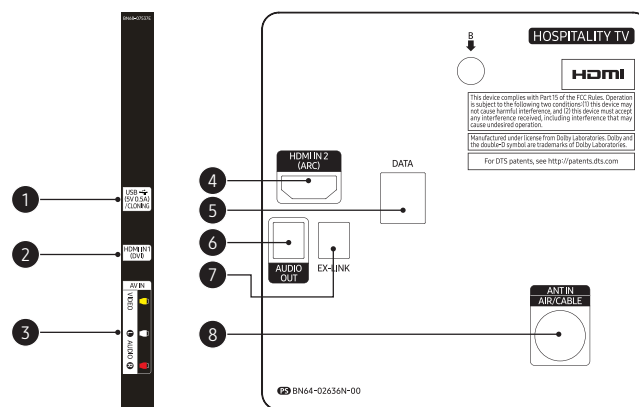 BN68-07537E
USB
(5V 0.5A)
/CLONING
HDMI IN 1
(DVI)
AV IN
VIDEO
L AUDIO R
1
2
3
B
HOSPITALITY TV
HDMI
This device complies with Part 15 of the FCC Rules. Operation
is subject to the following two conditions:(1) this device may
not cause harmful interference, and (2) this device must accept
any interference received, including interference that may
cause undesired operation.
Manufactured under license from Dolby Laboratories. Dolby and
the double-D symbol are trademarks of Dolby Laboratories.
For DTS patents, see http://patents.dts.com
HDMI IN 2
(ARC)
DATA
4
5
6
7
8
AUDIO
OUT
EX-LINK
ANT IN
AIR/CABLE
PS BN64-02636N-00